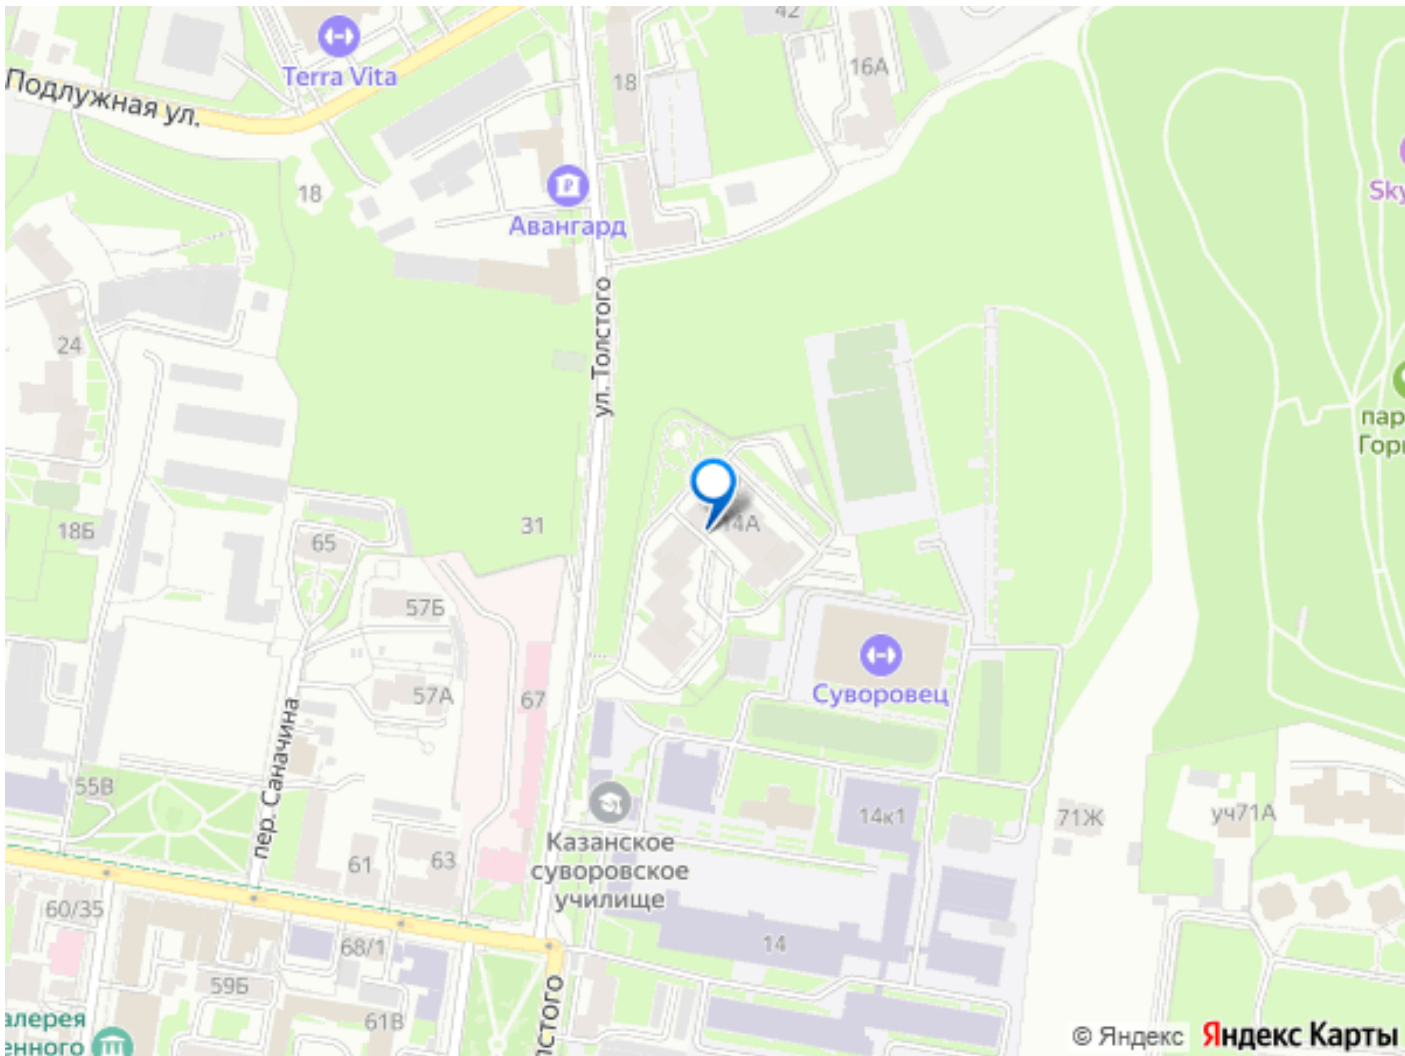 42
Terra Vita
16А
18
Подлужная ул.
18
Авангард
Sky
ул. Толстого
24
пар
Гор
14А
31
18Б
65
57Б
Суворовец
57А
67
пер. Саначина
55В
14к1
71Ж
уч71А
Казанское
суворовское
училище
61
63
60/35
68/1
14
59Б
61В
лстого
алерея
енного
© Яндекс
Яндекс Карты